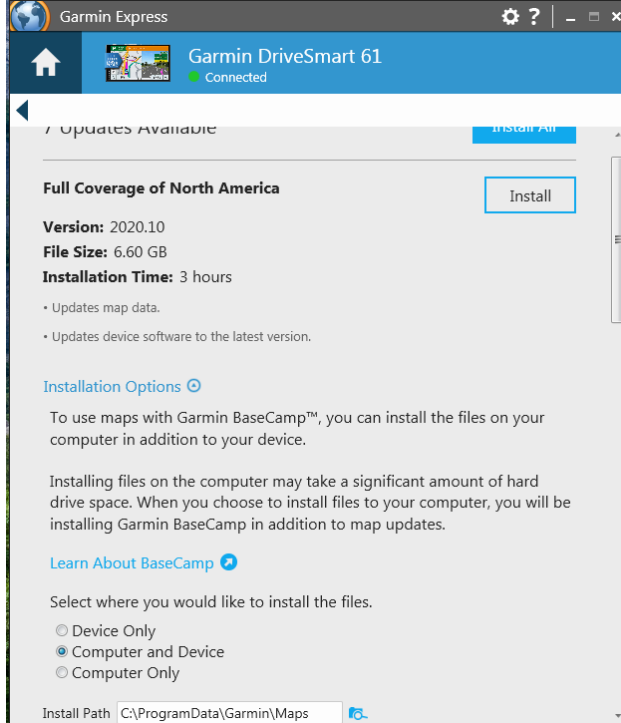 Garmin Express
Garmin DriveSmart 61
Connected
7 Updates Available
Install All
Full Coverage of North America
Install
Version: 2020.10
File Size: 6.60 GB
Installation Time: 3 hours
• Updates map data.
• Updates device software to the latest version.
Installation Options
To use maps with Garmin BaseCamp™, you can install the files on your
computer in addition to your device.
Installing files on the computer may take a significant amount of hard
drive space. When you choose to install files to your computer, you will be
installing Garmin BaseCamp in addition to map updates.
Learn About BaseCamp
Select where you would like to install the files.
Device Only
Computer and Device
Computer Only
Install Path C:\ProgramData\Garmin\Maps